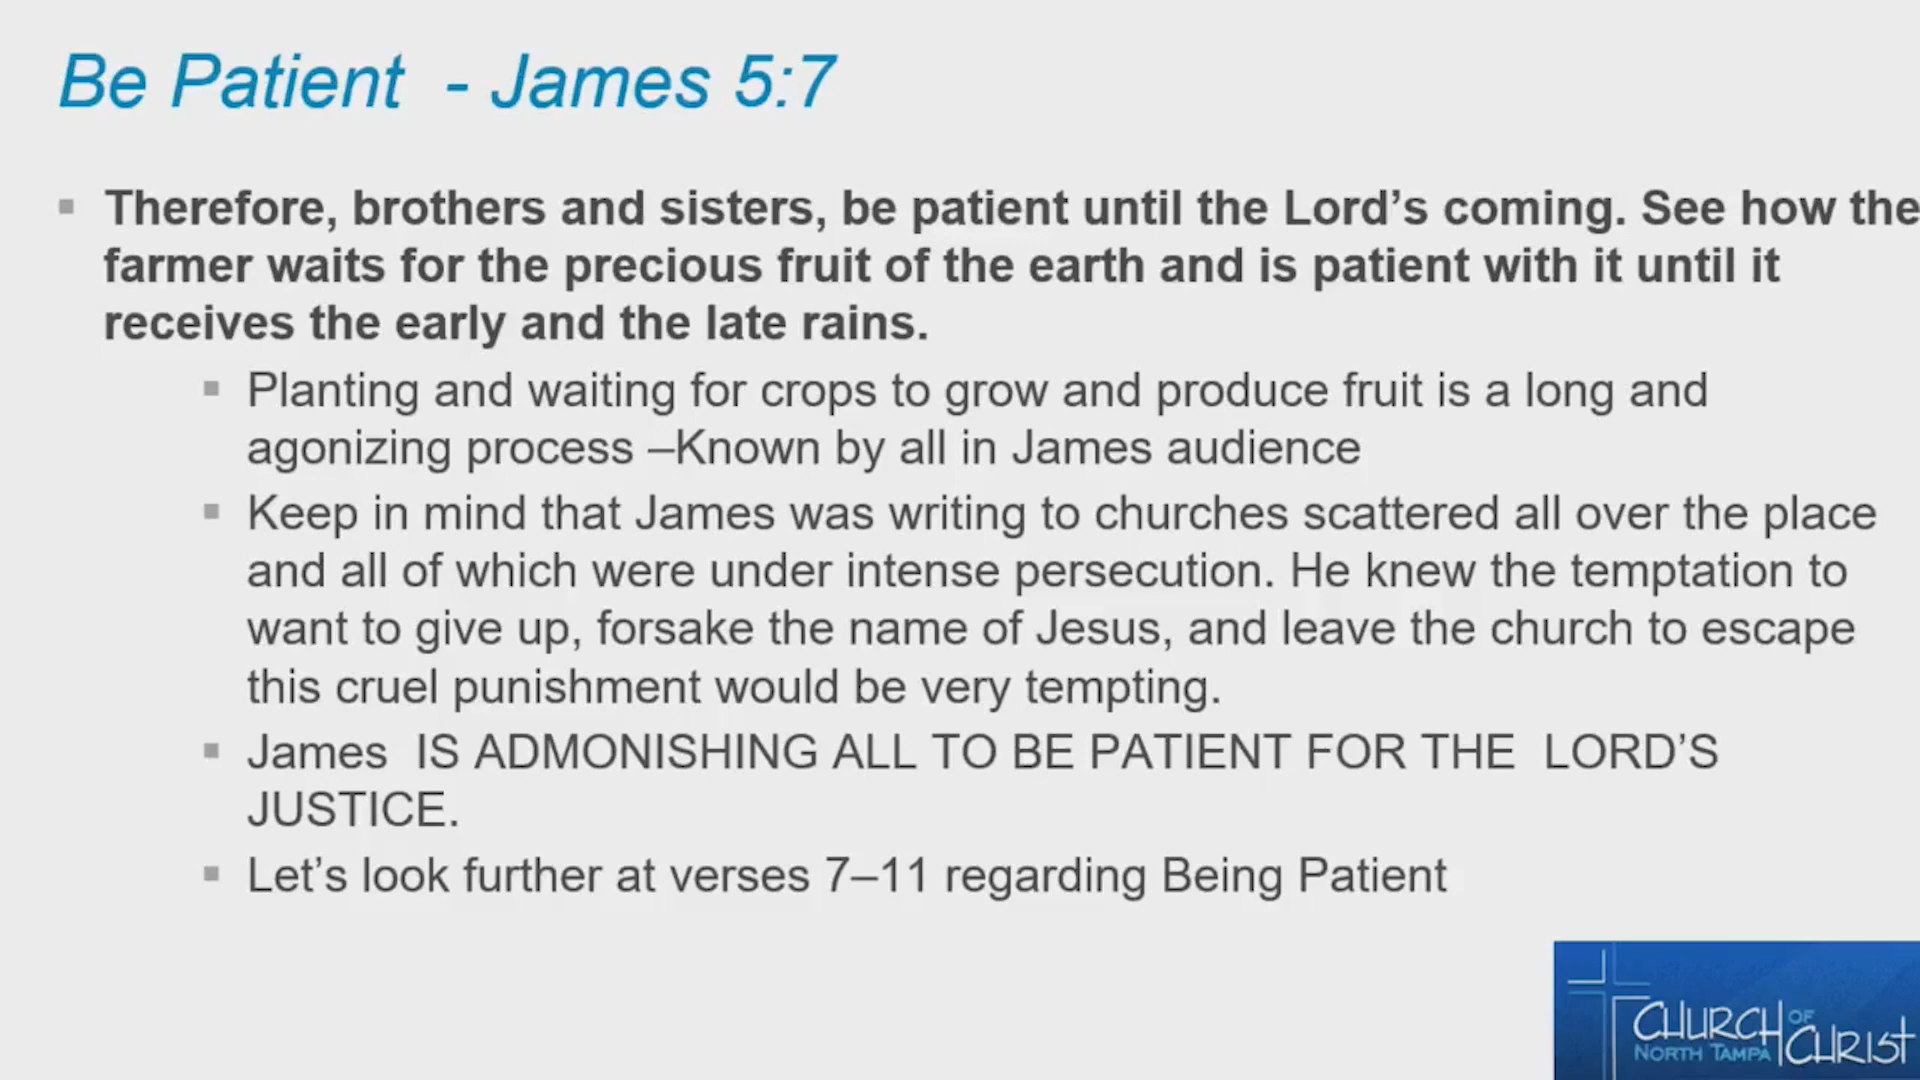 Be Patient - James 5:7
Therefore, brothers and sisters, be patient until the Lord’s coming. See how the
farmer waits for the precious fruit of the earth and is patient with it until it
receives the early and the late rains.
Planting and waiting for crops to grow and produce fruit is a long and
agonizing process –Known by all in James audience
Keep in mind that James was writing to churches scattered all over the place
and all of which were under intense persecution. He knew the temptation to
want to give up, forsake the name of Jesus, and leave the church to escape
this cruel punishment would be very tempting.
James IS ADMONISHING ALL TO BE PATIENT FOR THE LORD’S
JUSTICE.
Let’s look further at verses 7–11 regarding Being Patient
CHURCH OF CHRIST
NORTH TAMPA